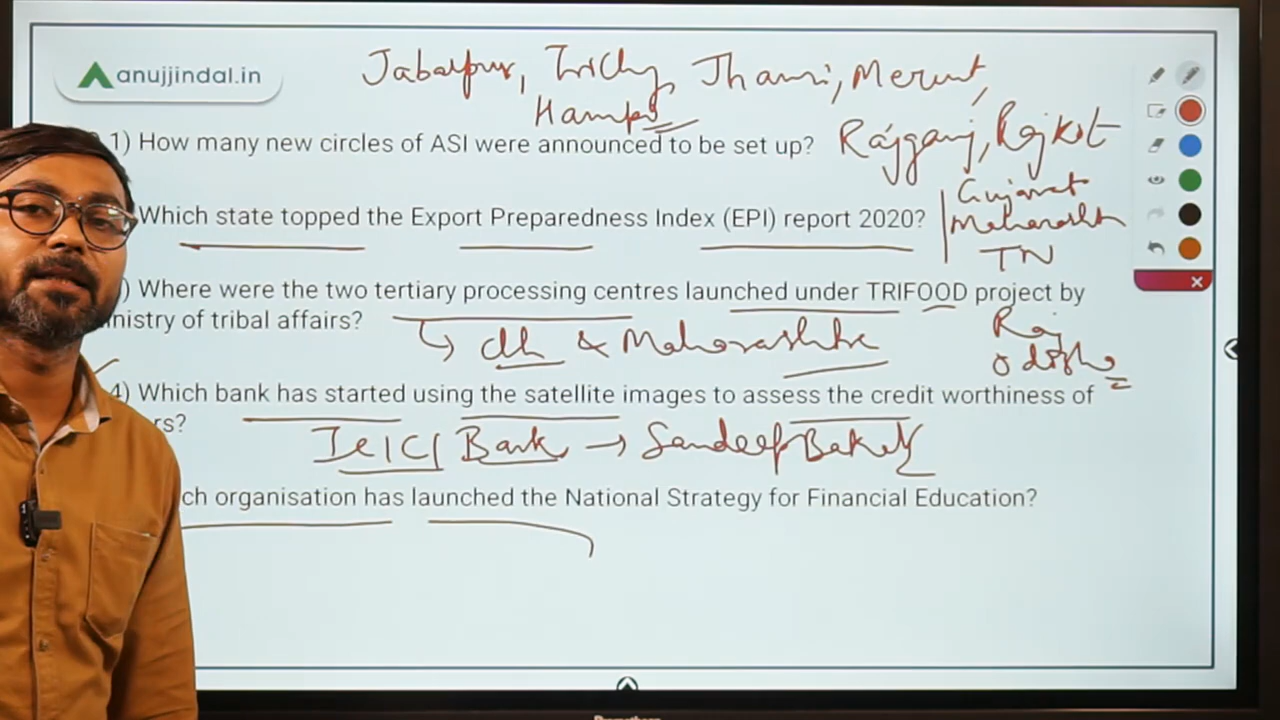 anujjindal.in
Jabalpur, Trichy, Jhansi, Merut,
Hampi
1) How many new circles of ASI were announced to be set up? Rajganj, Rajkot
Which state topped the Export Preparedness Index (EPI) report 2020?
Gujarat
Maharashtra
TN
) Where were the two tertiary processing centres launched under TRIFOOD project by
nistry of tribal affairs?
& Maharashtra
Raj
Odisha
4) Which bank has started using the satellite images to assess the credit worthiness of
rs?
ICICI Bank → Sandeep
ch organisation has launched the National Strategy for Financial Education?